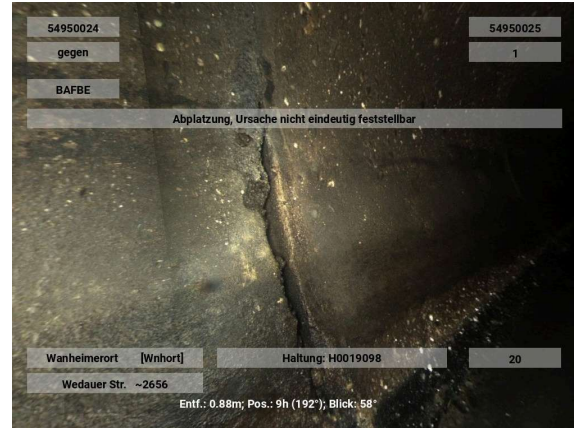 54950024 54950025
gegen 1
BAFBE
Abplatzung, Ursache nicht eindeutig feststellbar
Wanheimerort [Wnhort] Haltung: H0019098 20
Wedauer Str. ~2656
Entf.: 0.88m; Pos.: 9h (192°); Blick: 58°